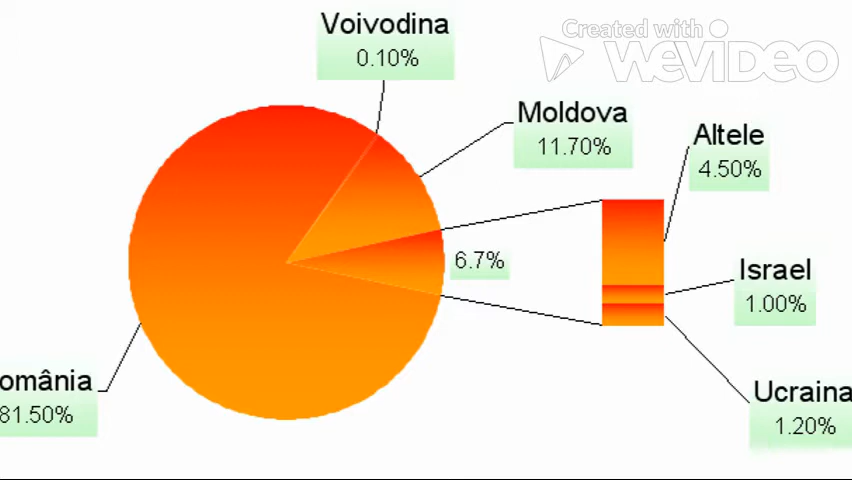 Voivodina
0.10%
Created with
WEVIDEO
Moldova
11.70%
Altele
4.50%
6.7%
Israel
1.00%
omânia
81.50%
Ucraina
1.20%